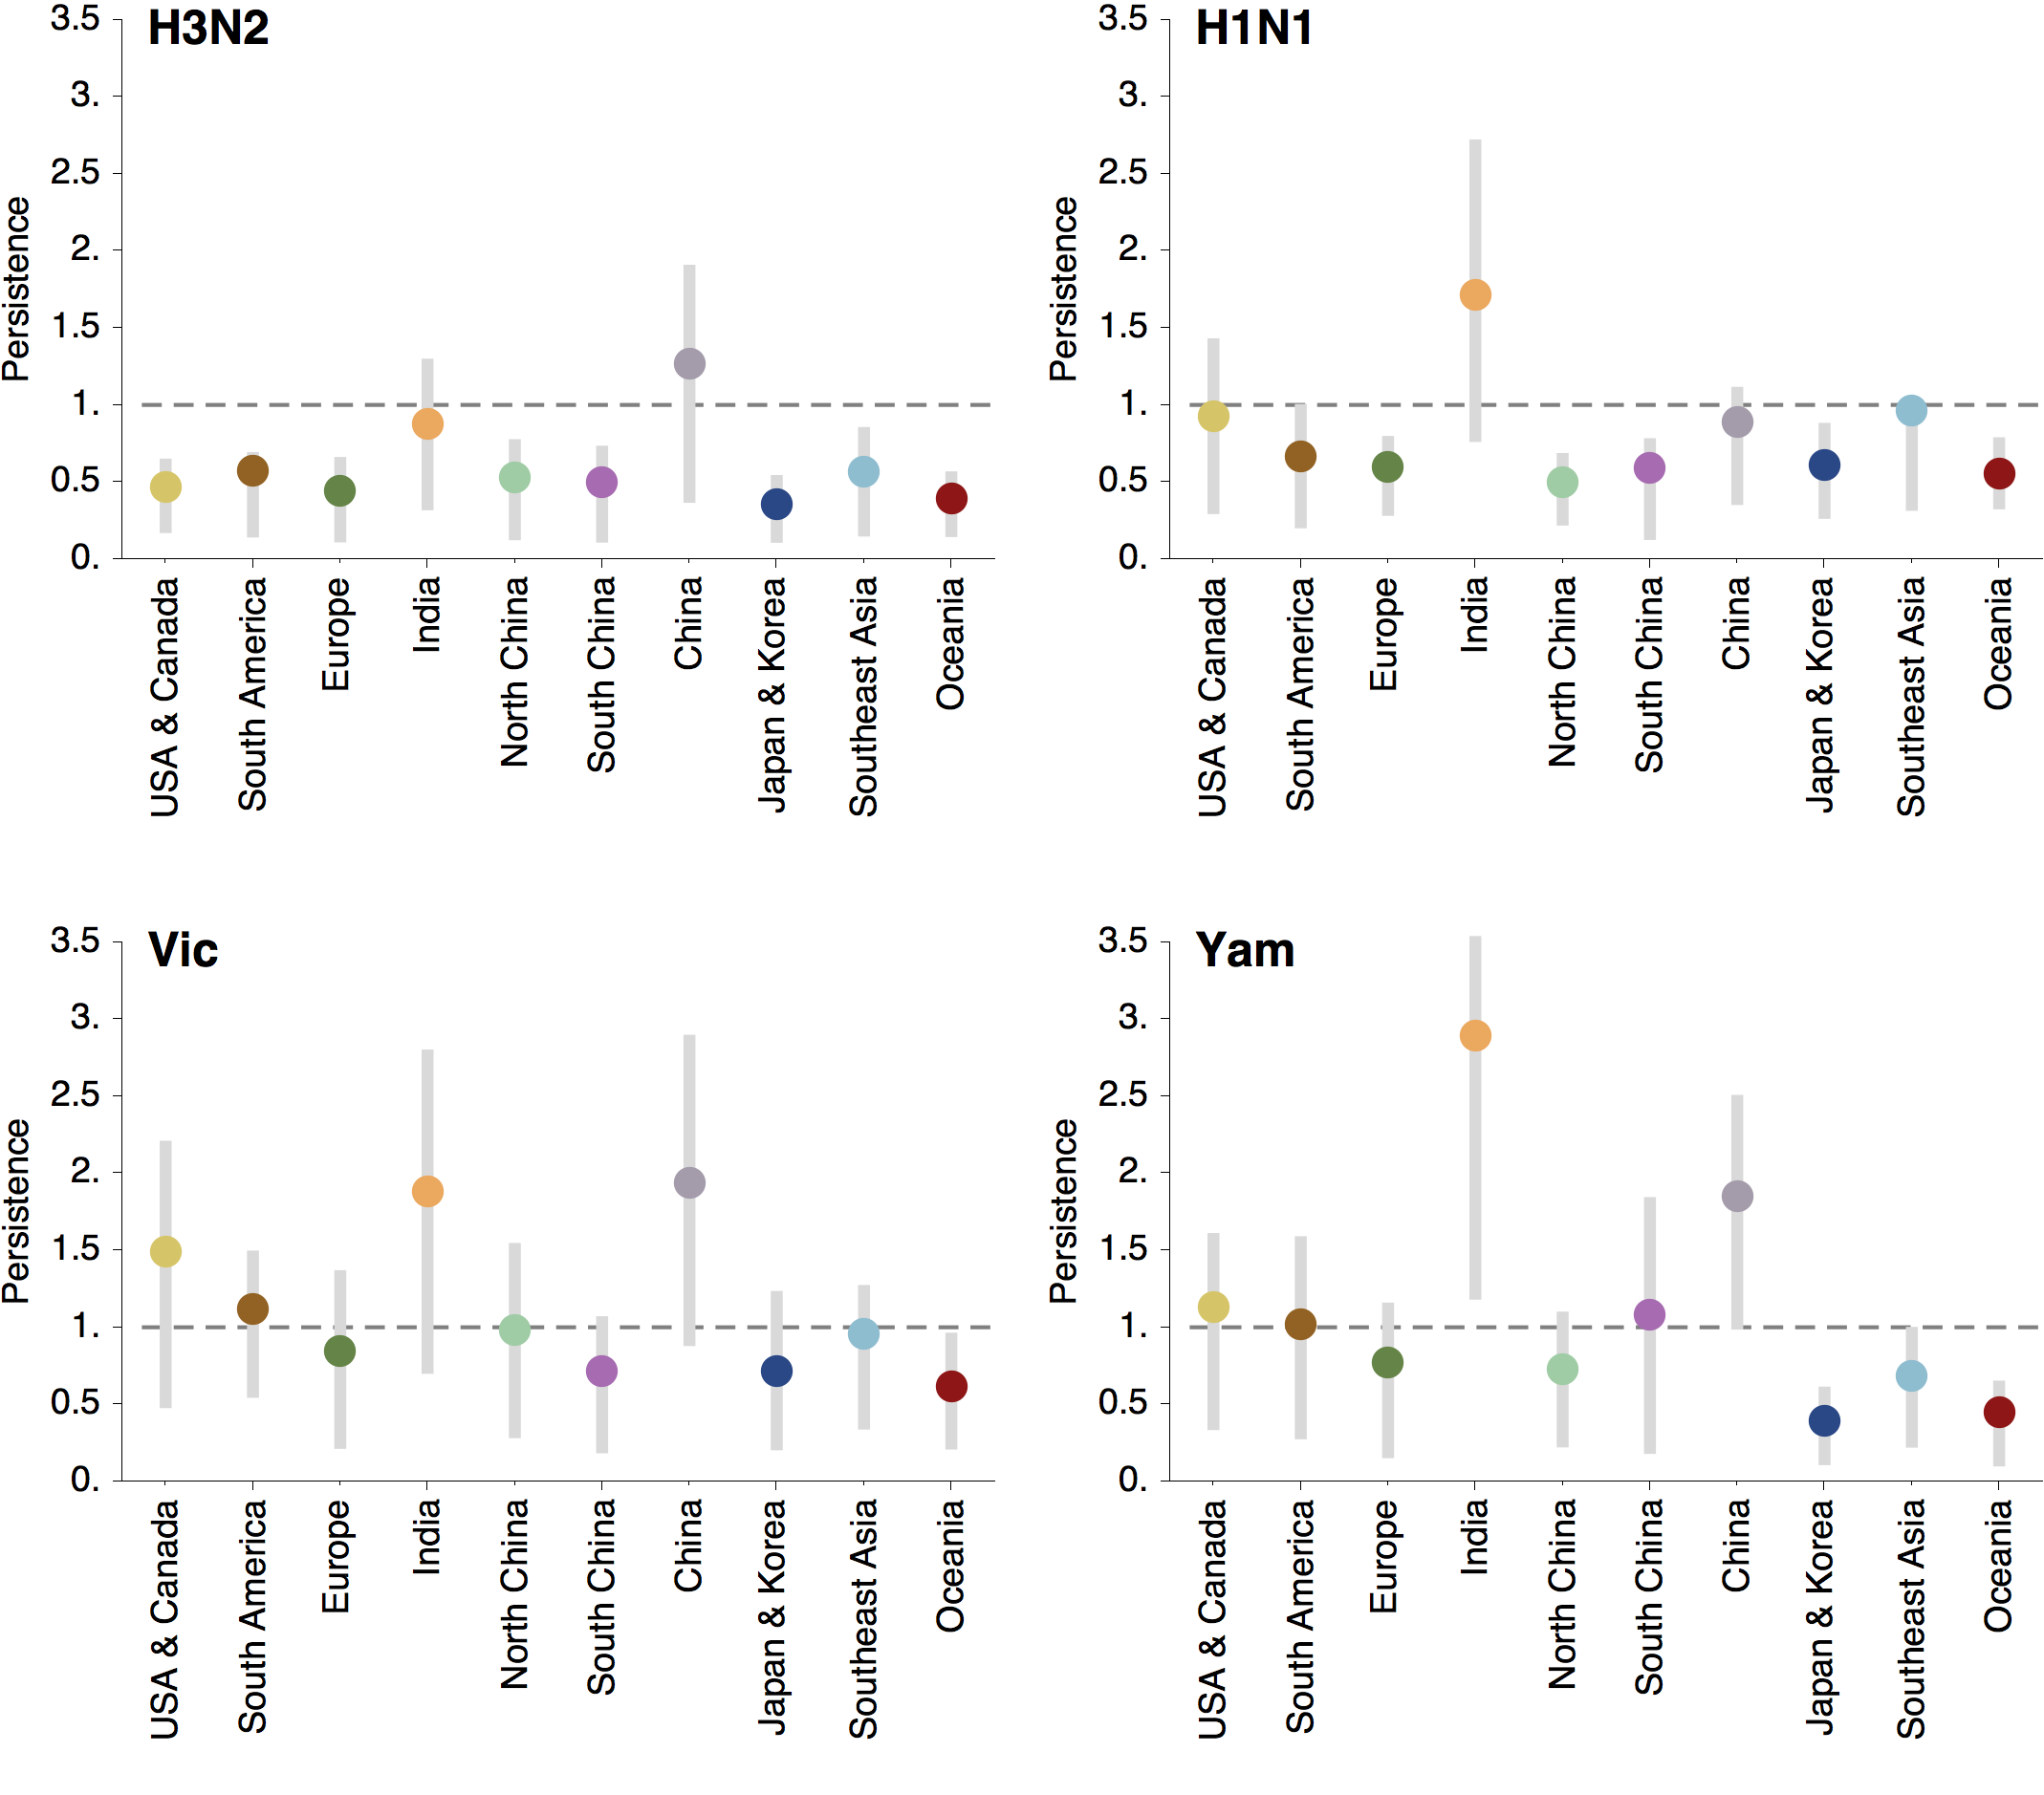 H3N2
3.5
3.
2.5
2.
1.5
1.
0.5
0.
Persistence
USA & Canada
South America
Europe
India
North China
South China
China
Japan & Korea
Southeast Asia
Oceania
H1N1
3.5
3.
2.5
2.
1.5
1.
0.5
0.
Persistence
USA & Canada
South America
Europe
India
North China
South China
China
Japan & Korea
Southeast Asia
Oceania
Vic
3.5
3.
2.5
2.
1.5
1.
0.5
0.
Persistence
USA & Canada
South America
Europe
India
North China
South China
China
Japan & Korea
Southeast Asia
Oceania
Yam
3.5
3.
2.5
2.
1.5
1.
0.5
0.
Persistence
USA & Canada
South America
Europe
India
North China
South China
China
Japan & Korea
Southeast Asia
Oceania